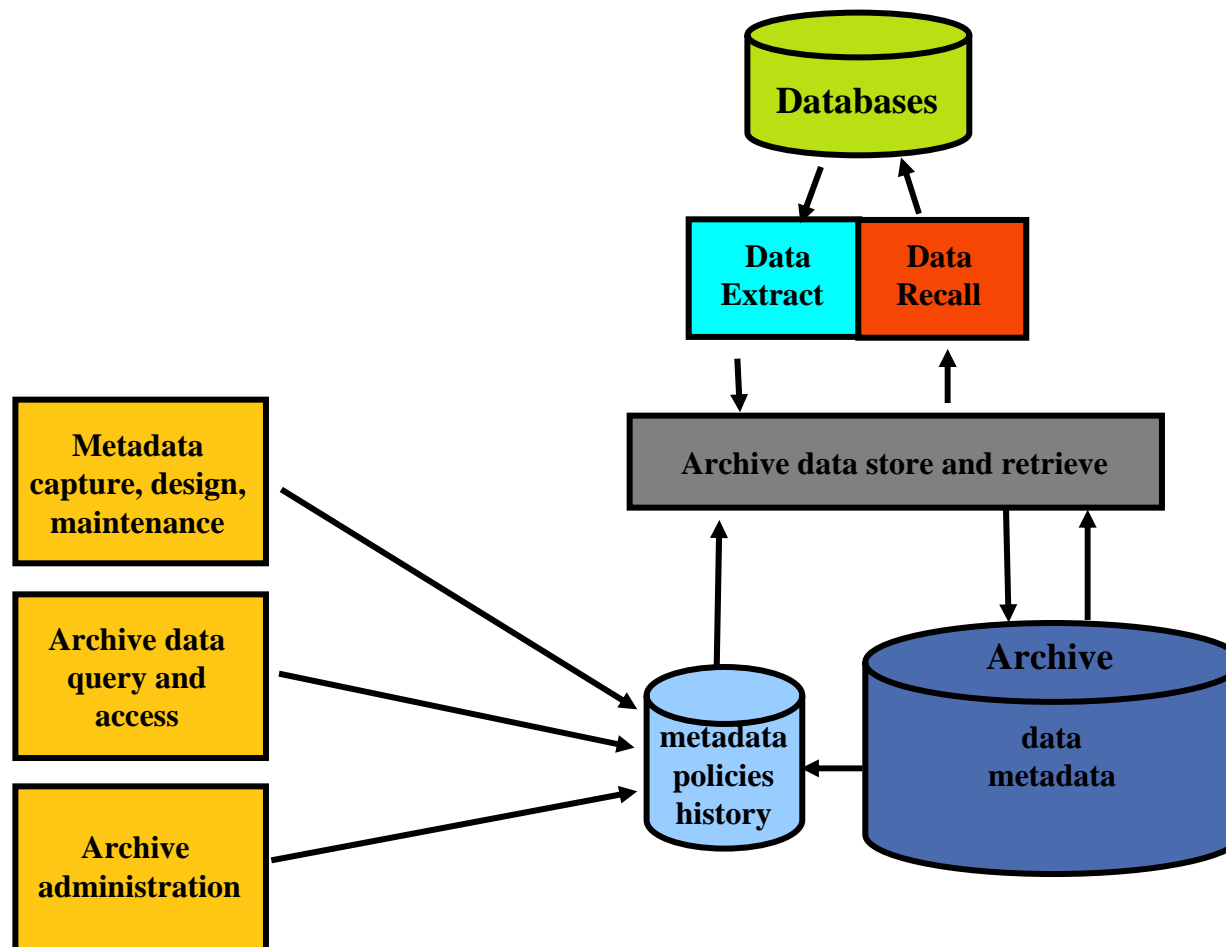 Databases
Data
Extract
Data
Recall
Archive data store and retrieve
Metadata
capture, design,
maintenance
Archive data
query and
access
Archive
administration
metadata
policies
history
Archive
data
metadata